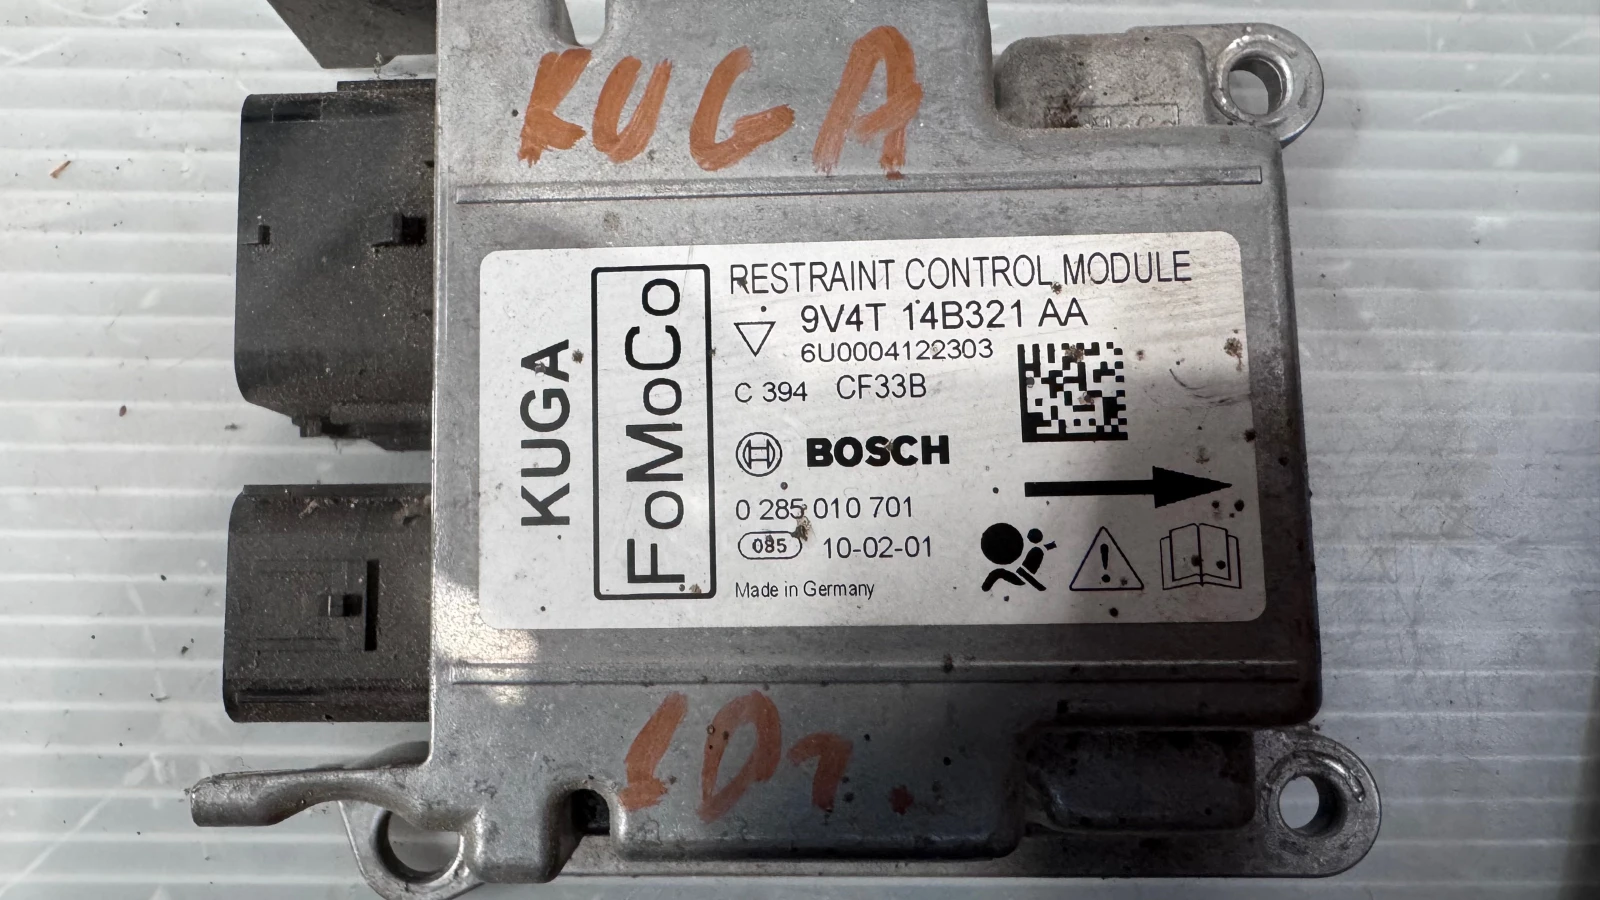 KUGA
KUGA
FoMoCo
RESTRAINT CONTROL MODULE
9V4T 14B321 AA
6U0004122303
C 394 CF33B
BOSCH
0 285 010 701
085 10-02-01
Made in Germany